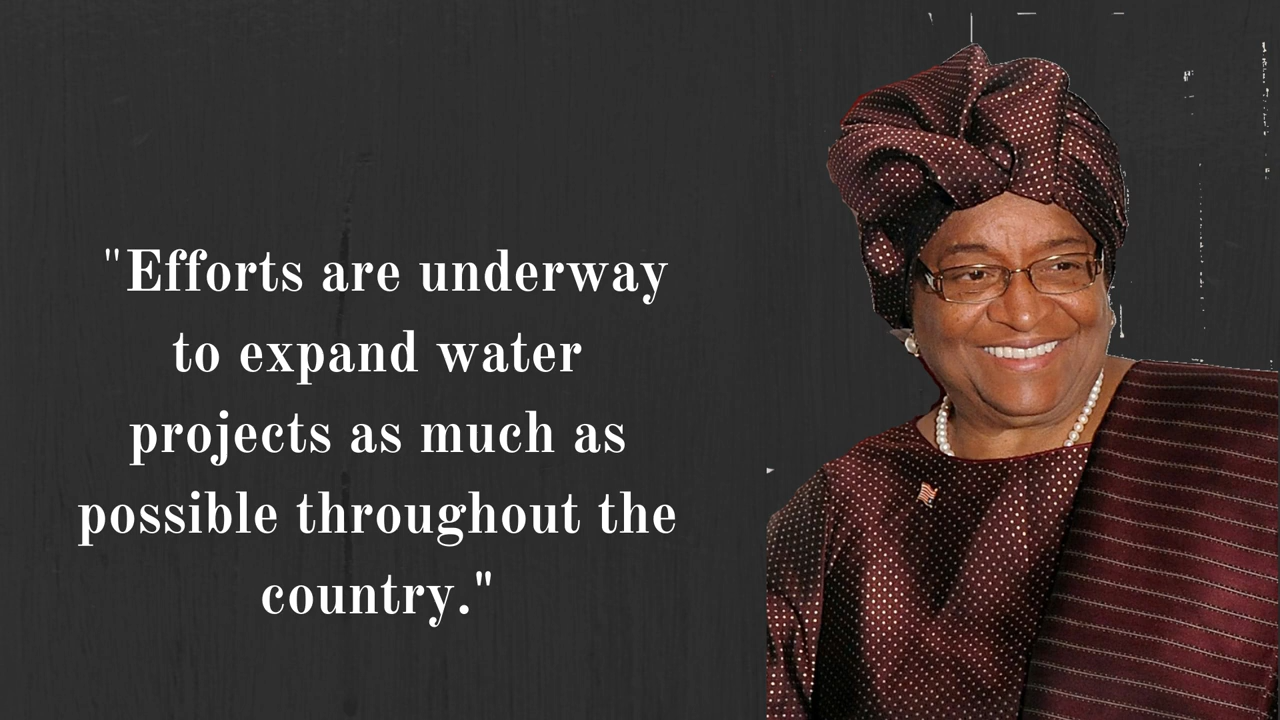 "Efforts are underway
to expand water
projects as much as
possible throughout the
country."